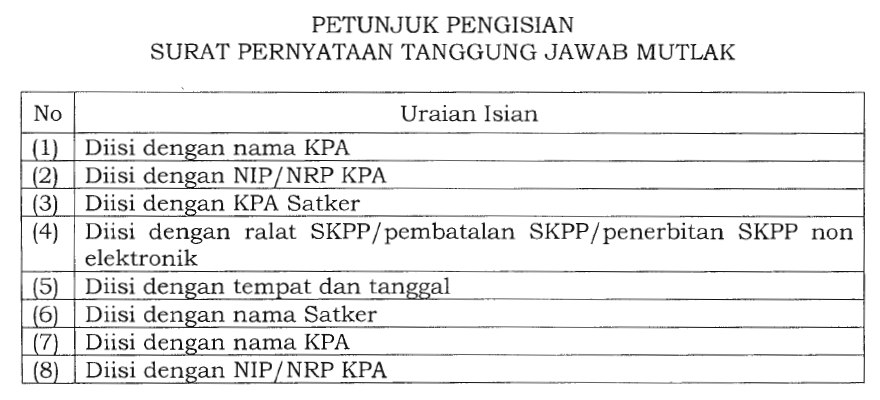 PETUNJUK PENGISIAN
SURAT PERNYATAAN TANGGUNG JAWAB MUTLAK
No Uraian Isian
(1) Diisi dengan nama KPA
(2) Diisi dengan NIP/NRP KPA
(3) Diisi dengan KPA Satker
(4) Diisi dengan ralat SKPP/pembatalan SKPP/penerbitan SKPP non
elektronik
(5) Diisi dengan tempat dan tanggal
(6) Diisi dengan nama Satker
(7) Diisi dengan nama KPA
(8) Diisi dengan NIP/NRP KPA